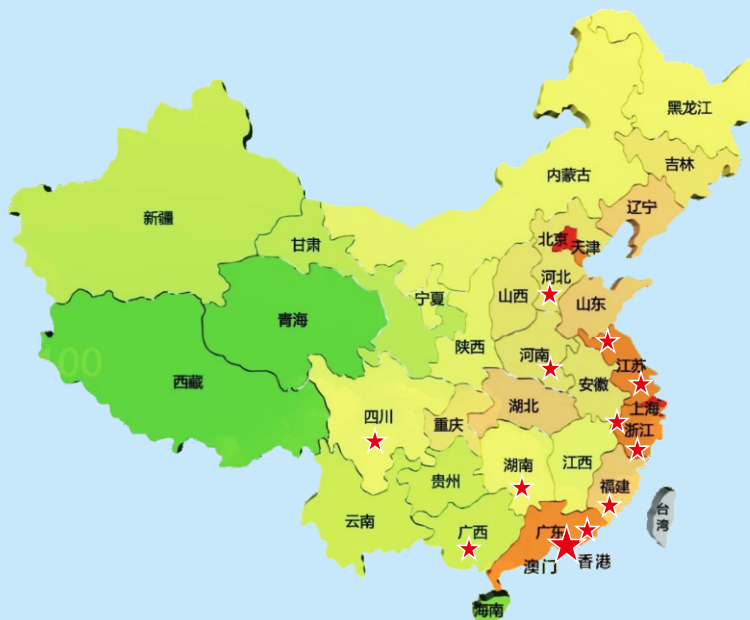 黑龙江
吉林
内蒙古
辽宁
新疆
北京
天津
甘肃
河北
宁夏
山西
山东
青海
陕西
河南
江苏
安徽
西藏
上海
湖北
四川
重庆
浙江
湖南
江西
贵州
福建
云南
台
湾
广西
广东
澳门
香港
海南
100